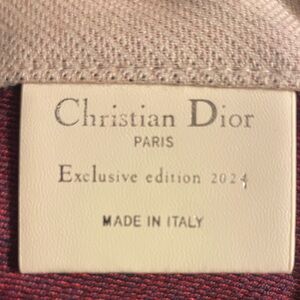 Christian Dior
PARIS
Exclusive edition 2024
MADE IN ITALY